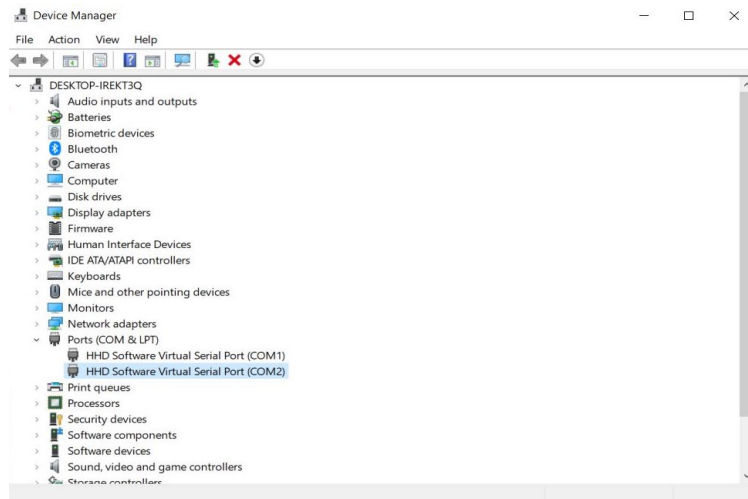 Device Manager
File Action View Help
DESKTOP-IREKT3Q
Audio inputs and outputs
Batteries
Biometric devices
Bluetooth
Cameras
Computer
Disk drives
Display adapters
Firmware
Human Interface Devices
IDE ATA/ATAPI controllers
Keyboards
Mice and other pointing devices
Monitors
Network adapters
Ports (COM & LPT)
HHD Software Virtual Serial Port (COM1)
HHD Software Virtual Serial Port (COM2)
Print queues
Processors
Security devices
Software components
Software devices
Sound, video and game controllers
Storage controllers